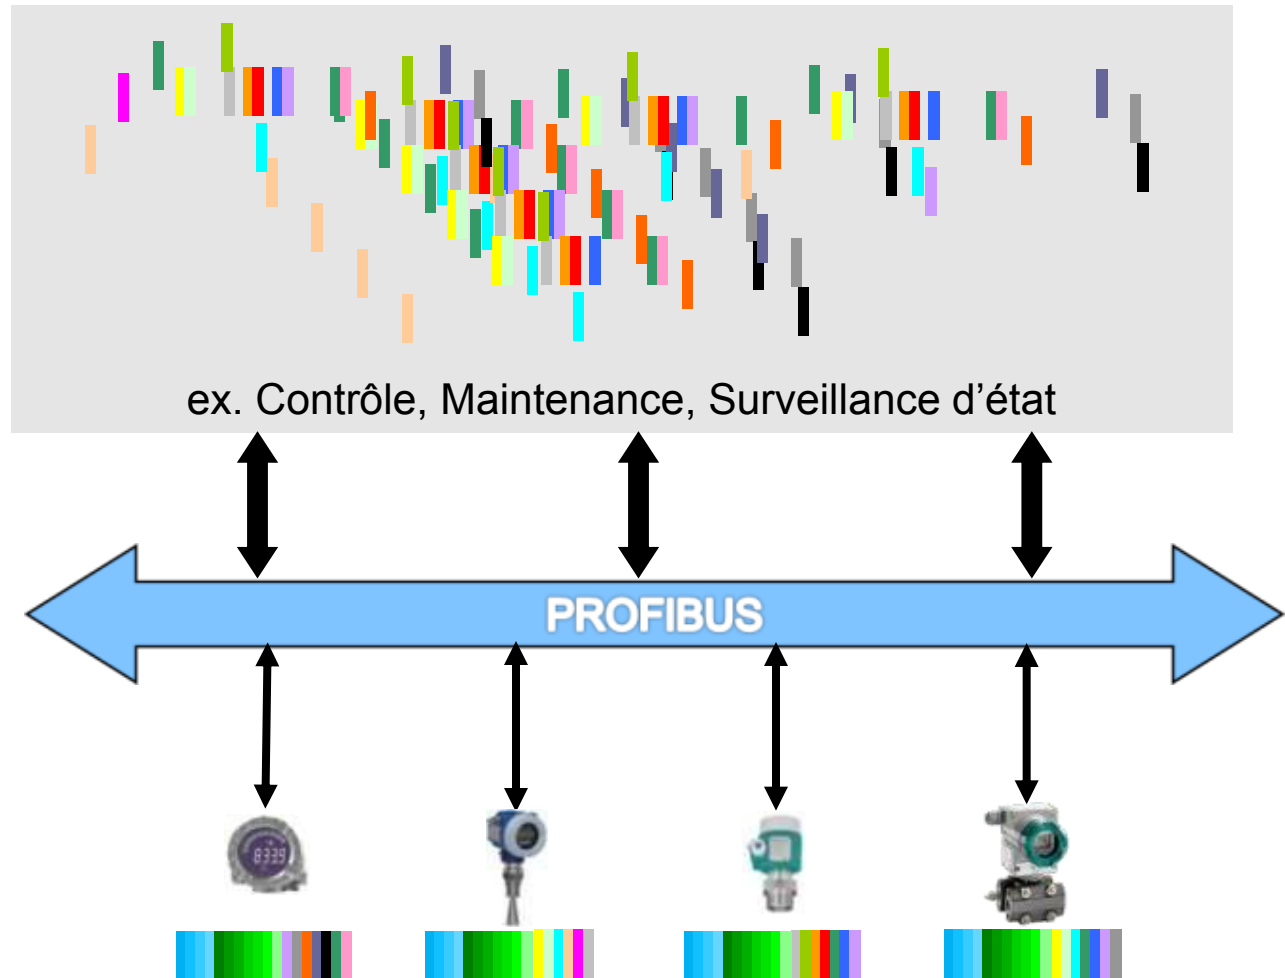 ex. Contrôle, Maintenance, Surveillance d’état
PROFIBUS